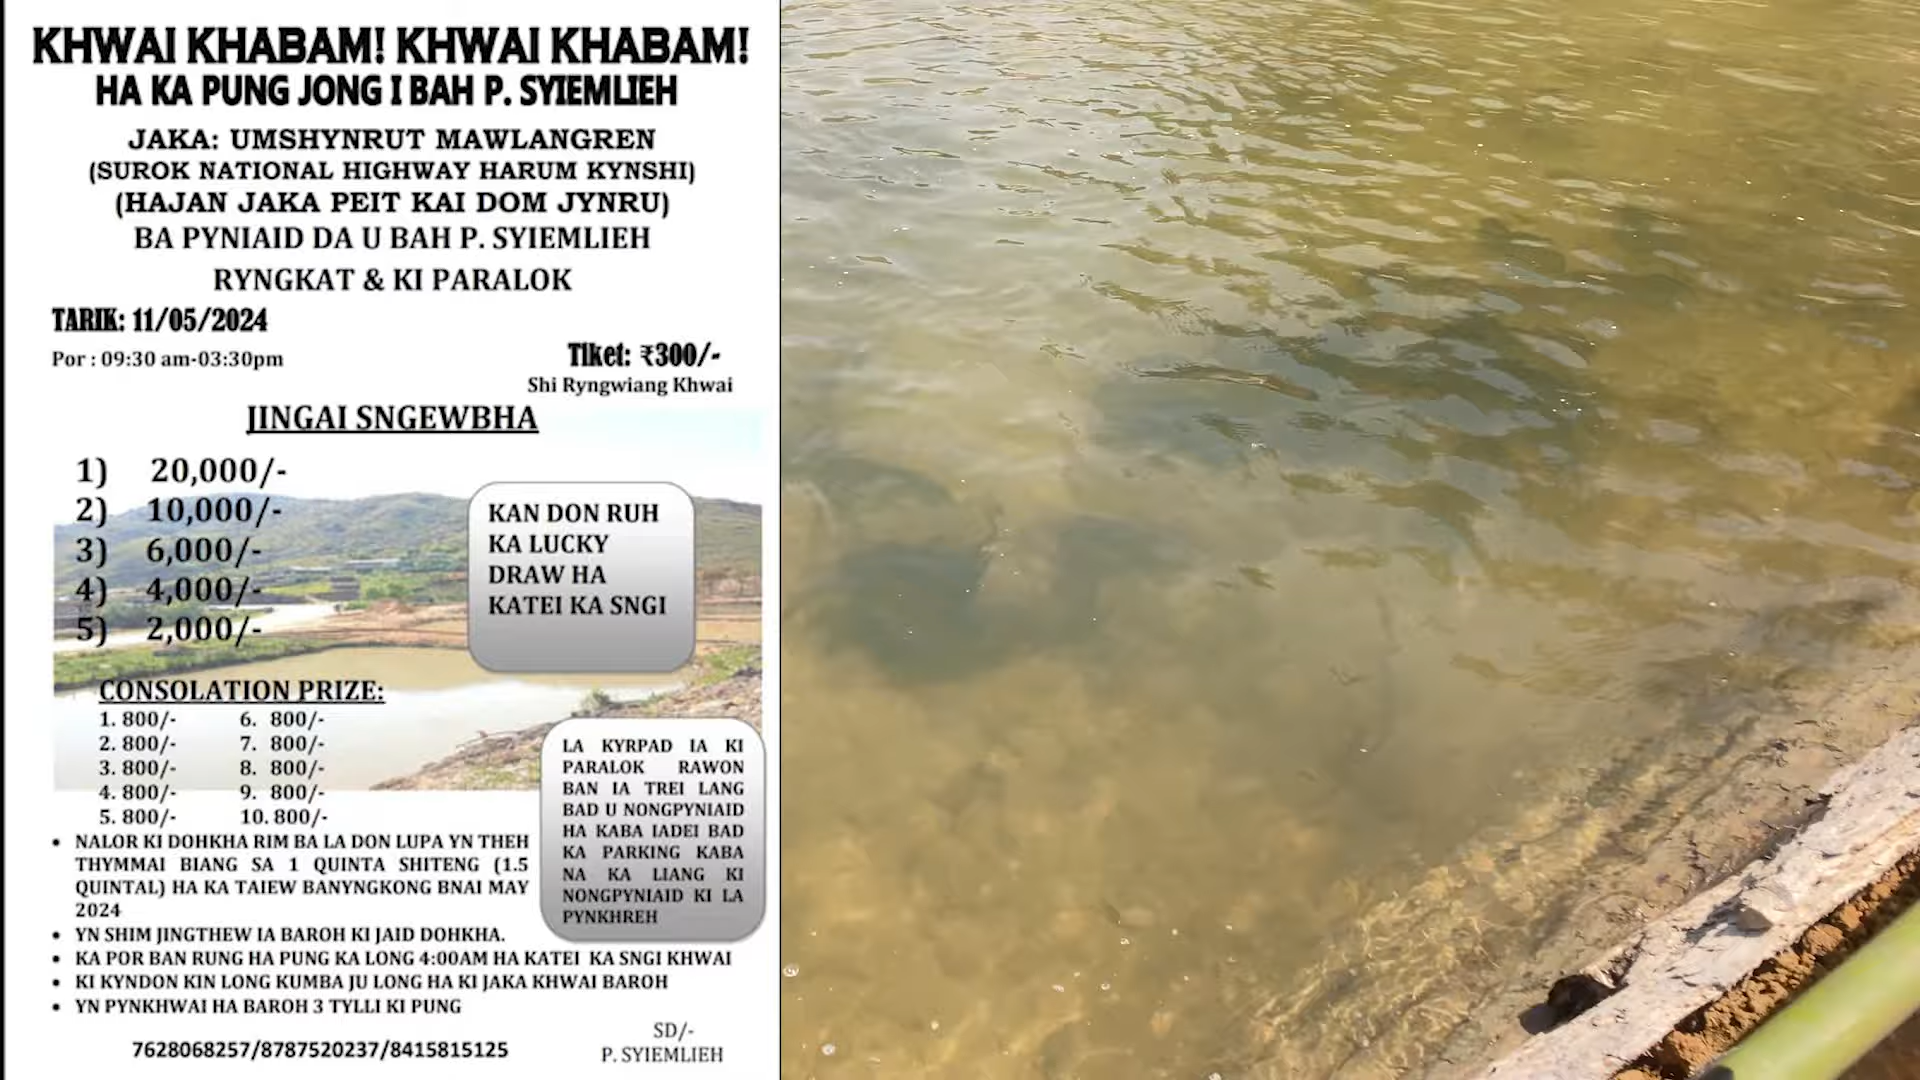 KHWAI KHABAM! KHWAI KHABAM!
HA KA PUNG JONG I BAH P. SYIEMLIEH
JAKA: UMSHYNRUT MAWLANGREN
(SUROK NATIONAL HIGHWAY HARUM KYNSHI)
(HAJAN JAKA PEIT KAI DOM JYNRU)
BA PYNIAID DA U BAH P. SYIEMLIEH
RYNGKAT & KI PARALOK
TARIK: 11/05/2024
Por : 09:30 am-03:30pm
TIket: ₹300/-
Shi Ryngwiang Khwai
JINGAI SNGEWBHA
1) 20,000/-
2) 10,000/-
3) 6,000/-
4) 4,000/-
5) 2,000/-
KAN DON RUH
KA LUCKY
DRAW HA
KATEI KA SNGI
CONSOLATION PRIZE:
1. 800/- 6. 800/-
2. 800/- 7. 800/-
3. 800/- 8. 800/-
4. 800/- 9. 800/-
5. 800/- 10. 800/-
LA KYRPAD IA KI
PARALOK RAWON
BAN IA TREI LANG
BAD U NONGPYNIAID
HA KABA IADEI BAD
KA PARKING KABA
NA KA LIANG KI
NONGPYNIAID KI LA
PYNKHREH
• NALOR KI DOHKHA RIM BA LA DON LUPA YN THEH
THYMMAI BIANG SA 1 QUINTA SHITENG (1.5
QUINTAL) HA KA TAIEW BANYNGKONG BNAI MAY
2024
• YN SHIM JINGTHEW IA BAROH KI JAID DOHKHA.
• KA POR BAN RUNG HA PUNG KA LONG 4:00AM HA KATEI KA SNGI KHWAI
• KI KYNDON KIN LONG KUMBA JU LONG HA KI JAKA KHWAI BAROH
• YN PYNKHWAI HA BAROH 3 TYLLI KI PUNG
7628068257/8787520237/8415815125
SD/-
P. SYIEMLIEH